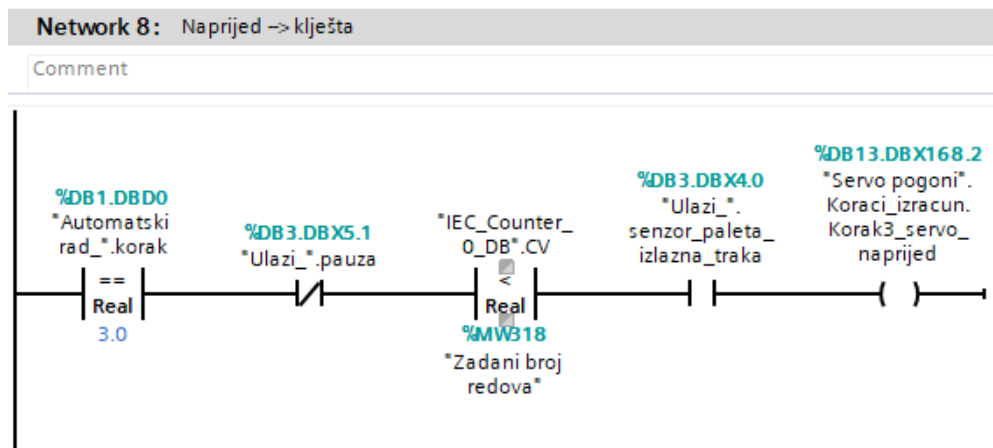 Network 8: Naprijed --> klješta
Comment
%DB1.DBD0
"Automatski
rad_".korak
==
Real
3.0
%DB3.DBX5.1
"Ulazi_".pauza
"IEC_Counter_
0_DB".CV
<
Real
%MW318
"Zadani broj
redova"
%DB3.DBX4.0
"Ulazi_".
senzor_paleta_
izlazna_traka
%DB13.DBX168.2
"Servo pogoni".
Koraci_izracun.
Korak3_servo_
naprijed